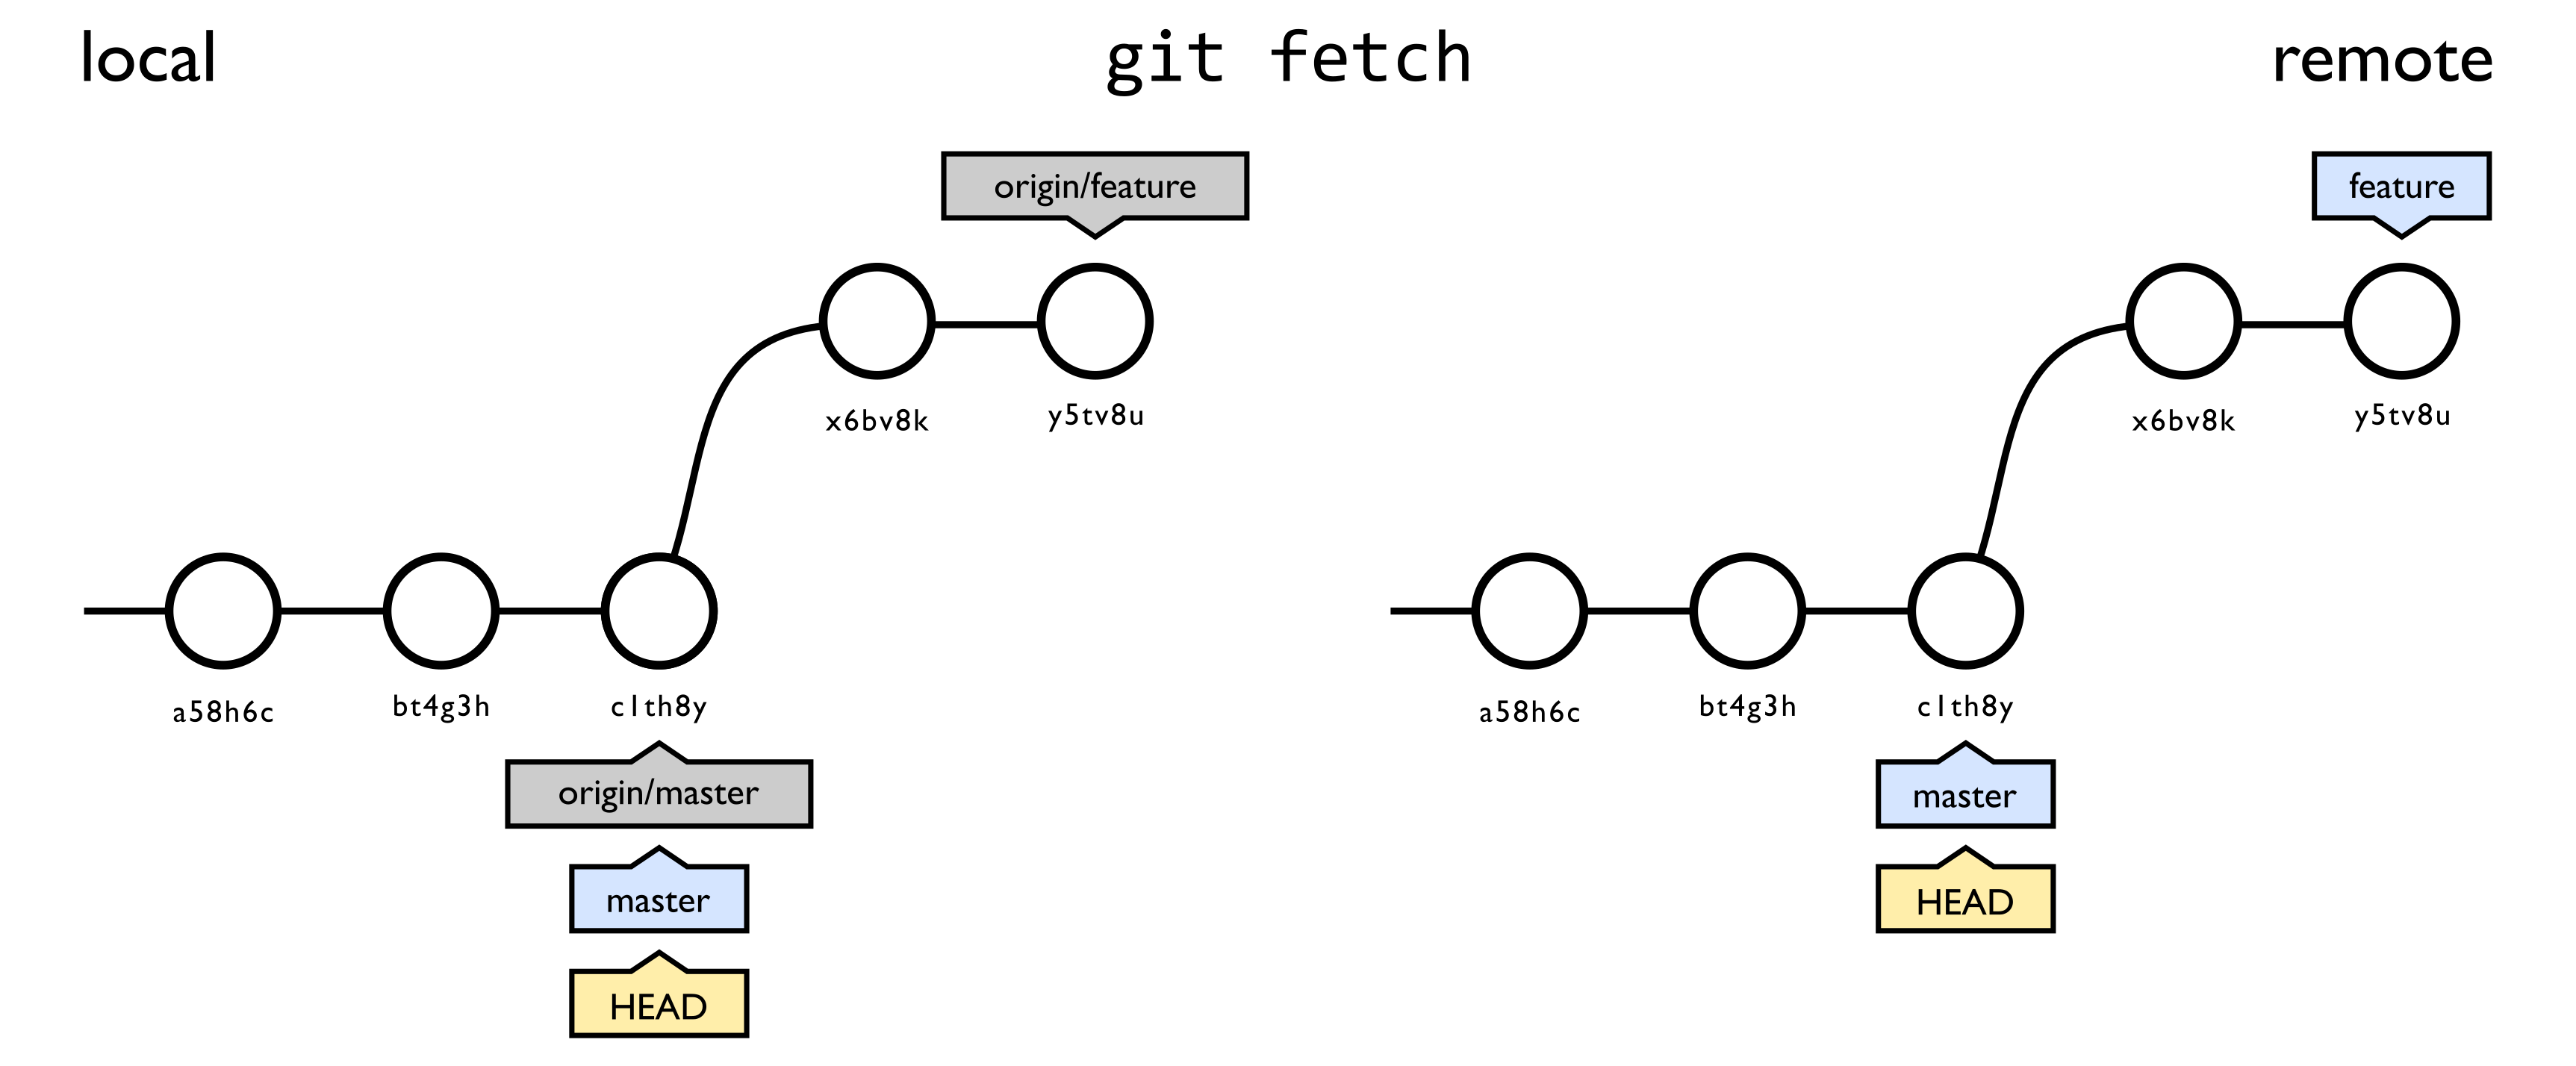 local
git fetch
remote
origin/feature
feature
x6bv8k
y5tv8u
x6bv8k
y5tv8u
a58h6c
bt4g3h
c1th8y
a58h6c
bt4g3h
c1th8y
origin/master
master
master
HEAD
HEAD